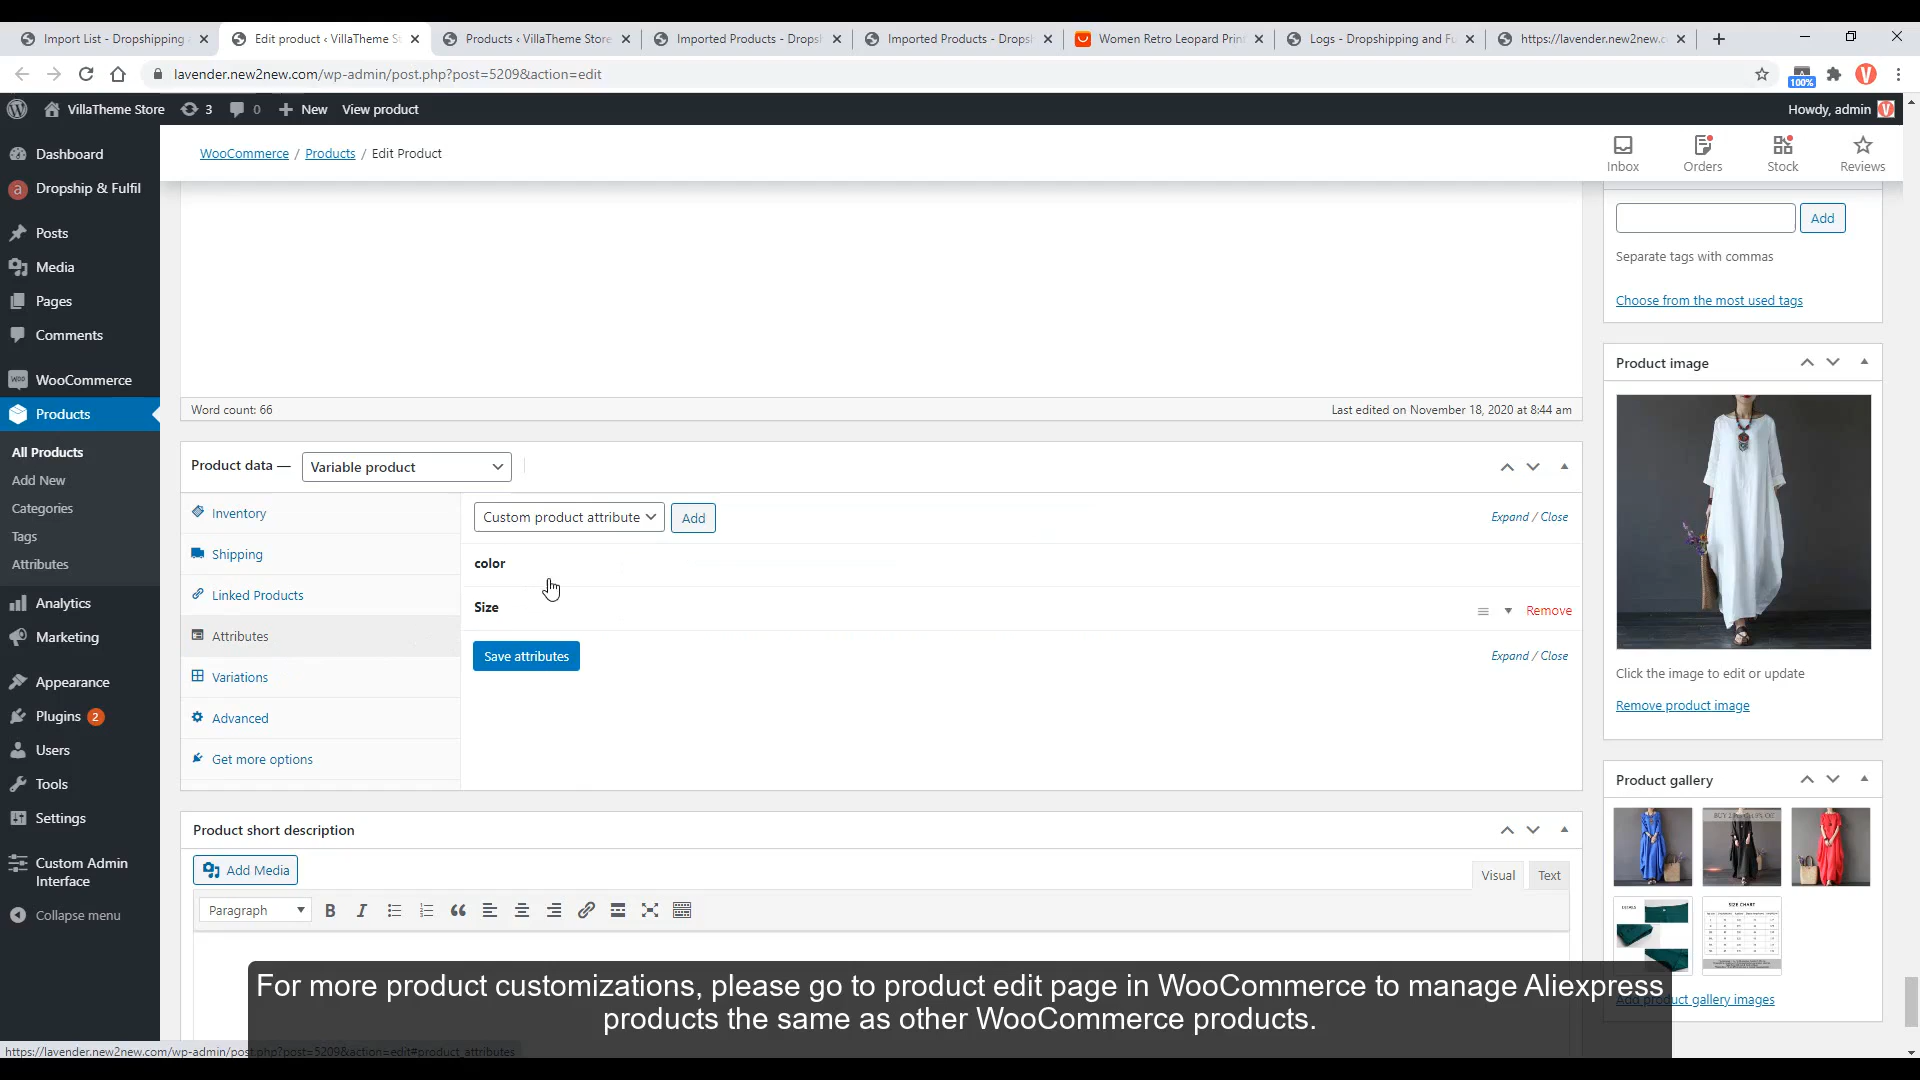 Import List - Dropshipping
Edit product ‹ VillaTheme S
Products ‹ VillaTheme Store
Imported Products - Drops
Imported Products - Drops
Women Retro Leopard Prin
Logs - Dropshipping and Fu
https://lavender.new2new.c
lavender.new2new.com/wp-admin/post.php?post=5209&action=edit
100%
V
VillaTheme Store
3
0
New
View product
Howdy, admin
V
Dashboard
Dropship & Fulfil
Posts
Media
Pages
Comments
WooCommerce
Products
All Products
Add New
Categories
Tags
Attributes
Analytics
Marketing
Appearance
Plugins 2
Users
Tools
Settings
Custom Admin
Interface
Collapse menu
WooCommerce / Products / Edit Product
Inbox
Orders
Stock
Reviews
Word count: 66
Last edited on November 18, 2020 at 8:44 am
Product data —
Variable product
Inventory
Shipping
Linked Products
Attributes
Variations
Advanced
Get more options
Custom product attribute
Add
Expand / Close
color
Size
Remove
Save attributes
Expand / Close
Product short description
Add Media
Visual
Text
Paragraph
B
I
Add
Separate tags with commas
Choose from the most used tags
Product image
Click the image to edit or update
Remove product image
Product gallery
SIZE CHART
Add product gallery images
For more product customizations, please go to product edit page in WooCommerce to manage Aliexpress
products the same as other WooCommerce products.
https://lavender.new2new.com/wp-admin/post.php?post=5209&action=edit#product_attributes